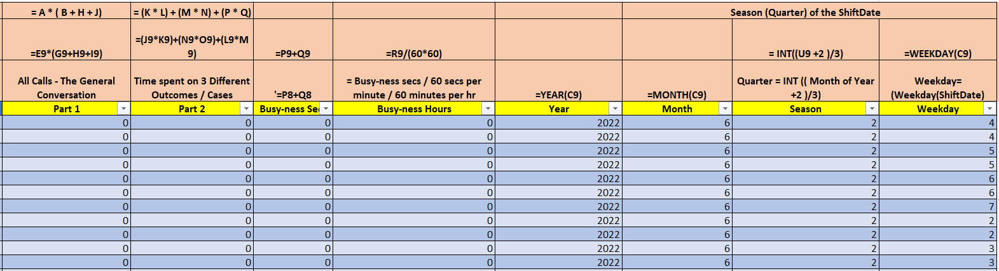 = A * ( B + H + J) = (K * L) + (M * N) + (P * Q) Season (Quarter) of the ShiftDate
=E9*(G9+H9+I9) =(J9*K9)+(N9*O9)+(L9*M
9) =P9+Q9 =R9/(60*60) = INT((U9 +2 )/3) =WEEKDAY(C9)
All Calls - The General
Conversation
Time spent on 3 Different
Outcomes / Cases
'=P8+Q8
= Busy-ness secs / 60 secs per
minute / 60 minutes per hr
=YEAR(C9)
=MONTH(C9)
Quarter = INT (( Month of Year
+2 )/3)
Weekday=
(Weekday(ShiftDate)
Part 1 Part 2 Busy-ness Se Busy-ness Hours Year Month Season Weekday
0 0 0 0 2022 6 2 4
0 0 0 0 2022 6 2 4
0 0 0 0 2022 6 2 5
0 0 0 0 2022 6 2 5
0 0 0 0 2022 6 2 6
0 0 0 0 2022 6 2 6
0 0 0 0 2022 6 2 7
0 0 0 0 2022 6 2 2
0 0 0 0 2022 6 2 2
0 0 0 0 2022 6 2 3
0 0 0 0 2022 6 2 3